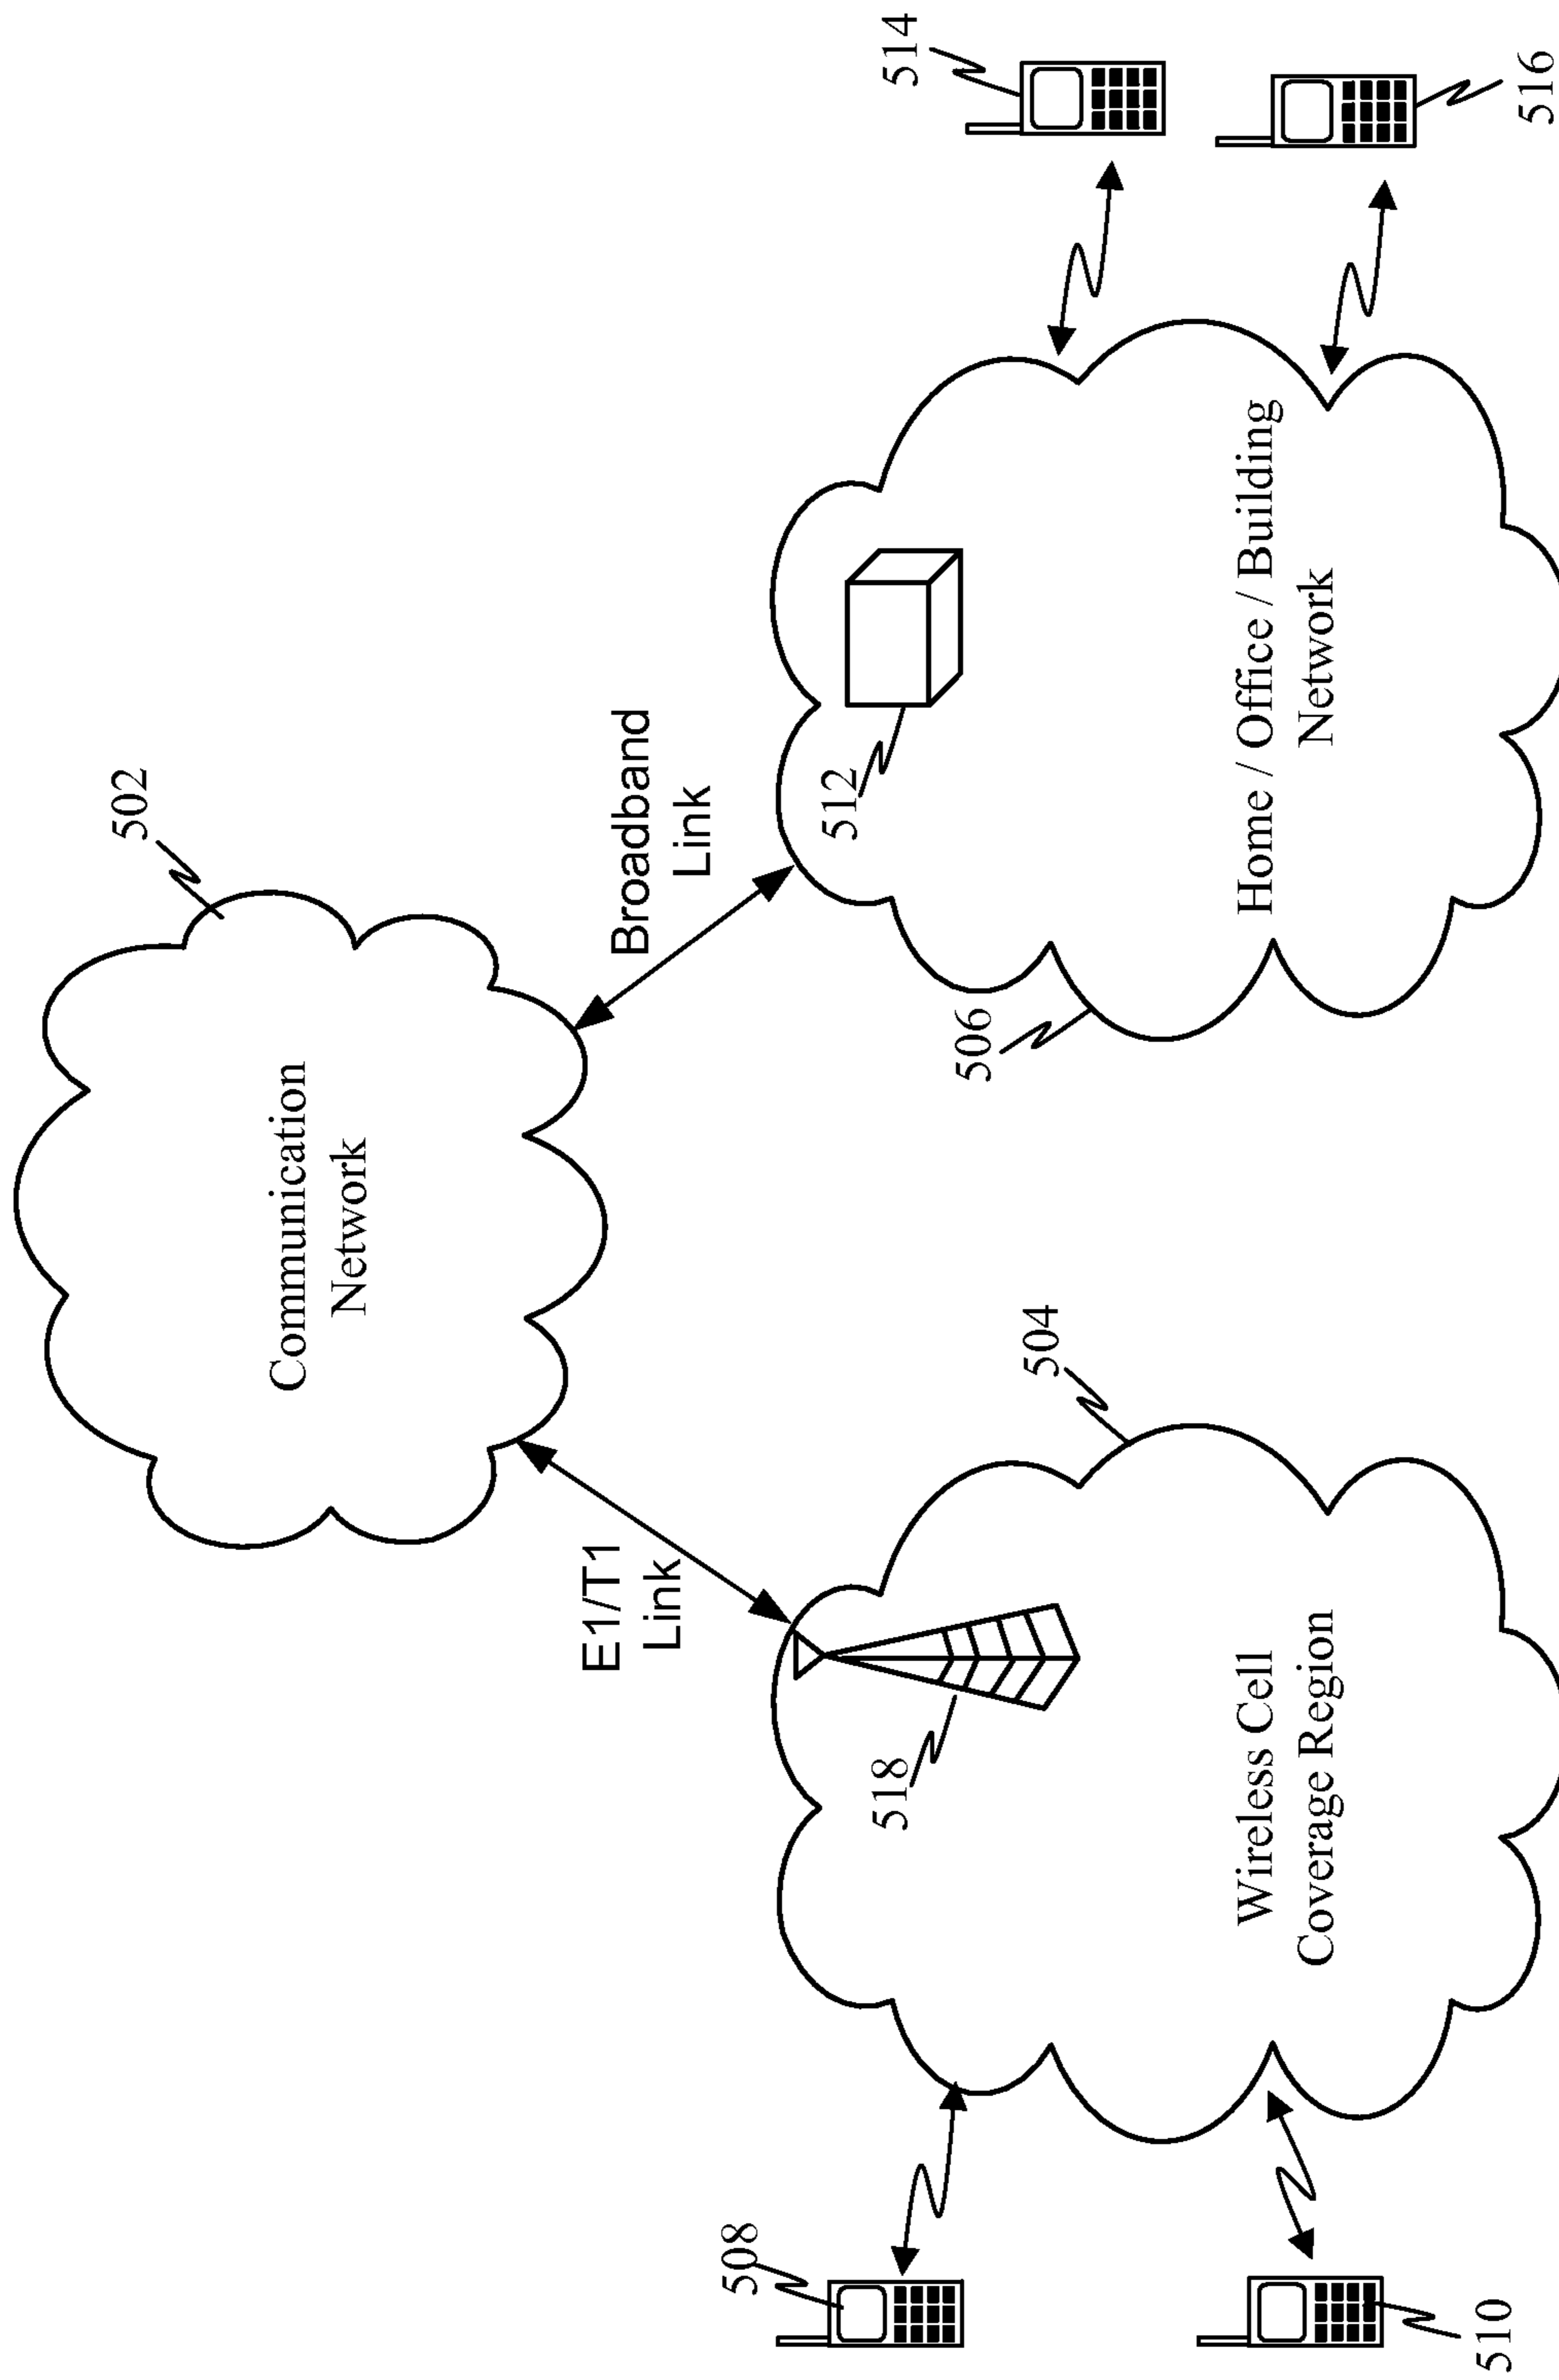 502
Communication
Network
E1/T1
Link
Broadband
Link
508
518
504
506
512
514
Wireless Cell
Coverage Region
Home / Office / Building
Network
510
516